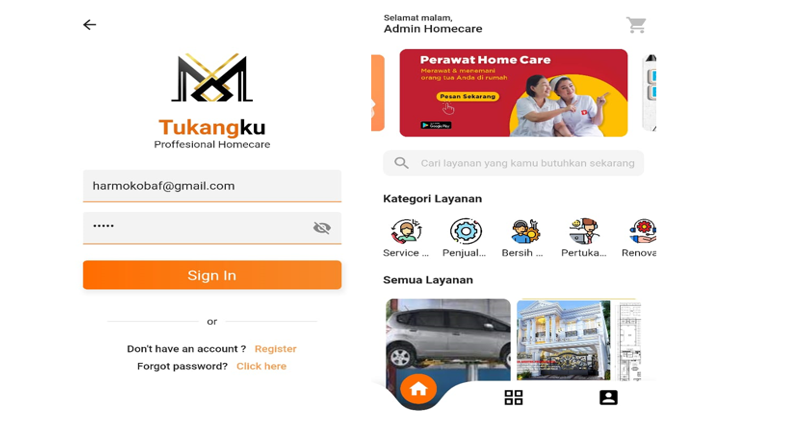 Tukangku
Proffesional Homecare
harmokobaf@gmail.com
Sign In
or
Don't have an account ? Register
Forgot password? Click here
Selamat malam,
Admin Homecare
Perawat Home Care
Merawat & menemani
orang tua Anda di rumah
Pesan Sekarang
Google Play
Cari layanan yang kamu butuhkan sekarang
Kategori Layanan
Service ...
Penjual...
Bersih ...
Pertuka...
Renova
Semua Layanan